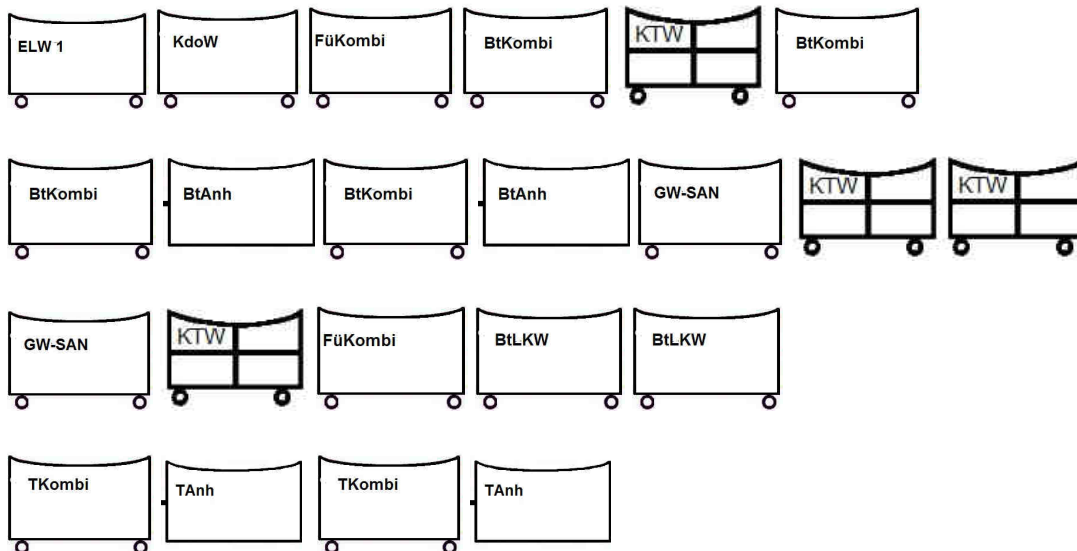 ELW 1 KdoW FüKombi BtKombi KTW BtKombi
BtKombi BtAnh BtKombi BtAnh GW-SAN KTW KTW
GW-SAN KTW FüKombi BtLKW BtLKW
TKombi TAnh TKombi TAnh